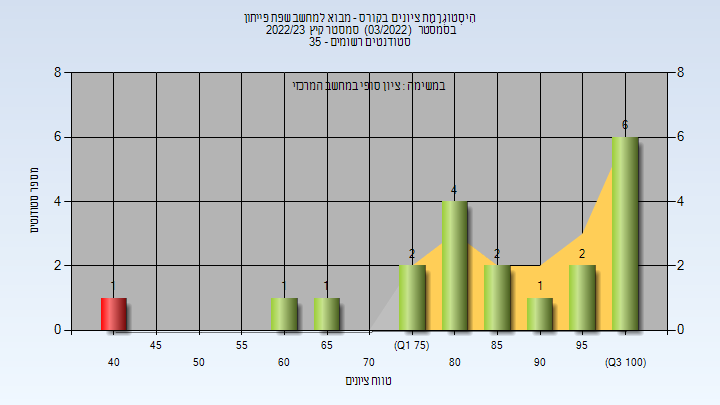 היסטוגרמת ציונים בקורס - מבוא למחשב שפת פייתון
בסמסטר (03/2022) סמסטר קיץ 2022/23
סטודנטים רשומים - 35
במשימה : ציון סופי במחשב המרכזי
8 8
6 6
4 4
2 2
0 0
1 1 1 2 4 2 1 2 6
45 55 65 (Q1 75) 85 95
40 50 60 70 80 90 (Q3 100)
מספר סטודנטים
טווח ציונים